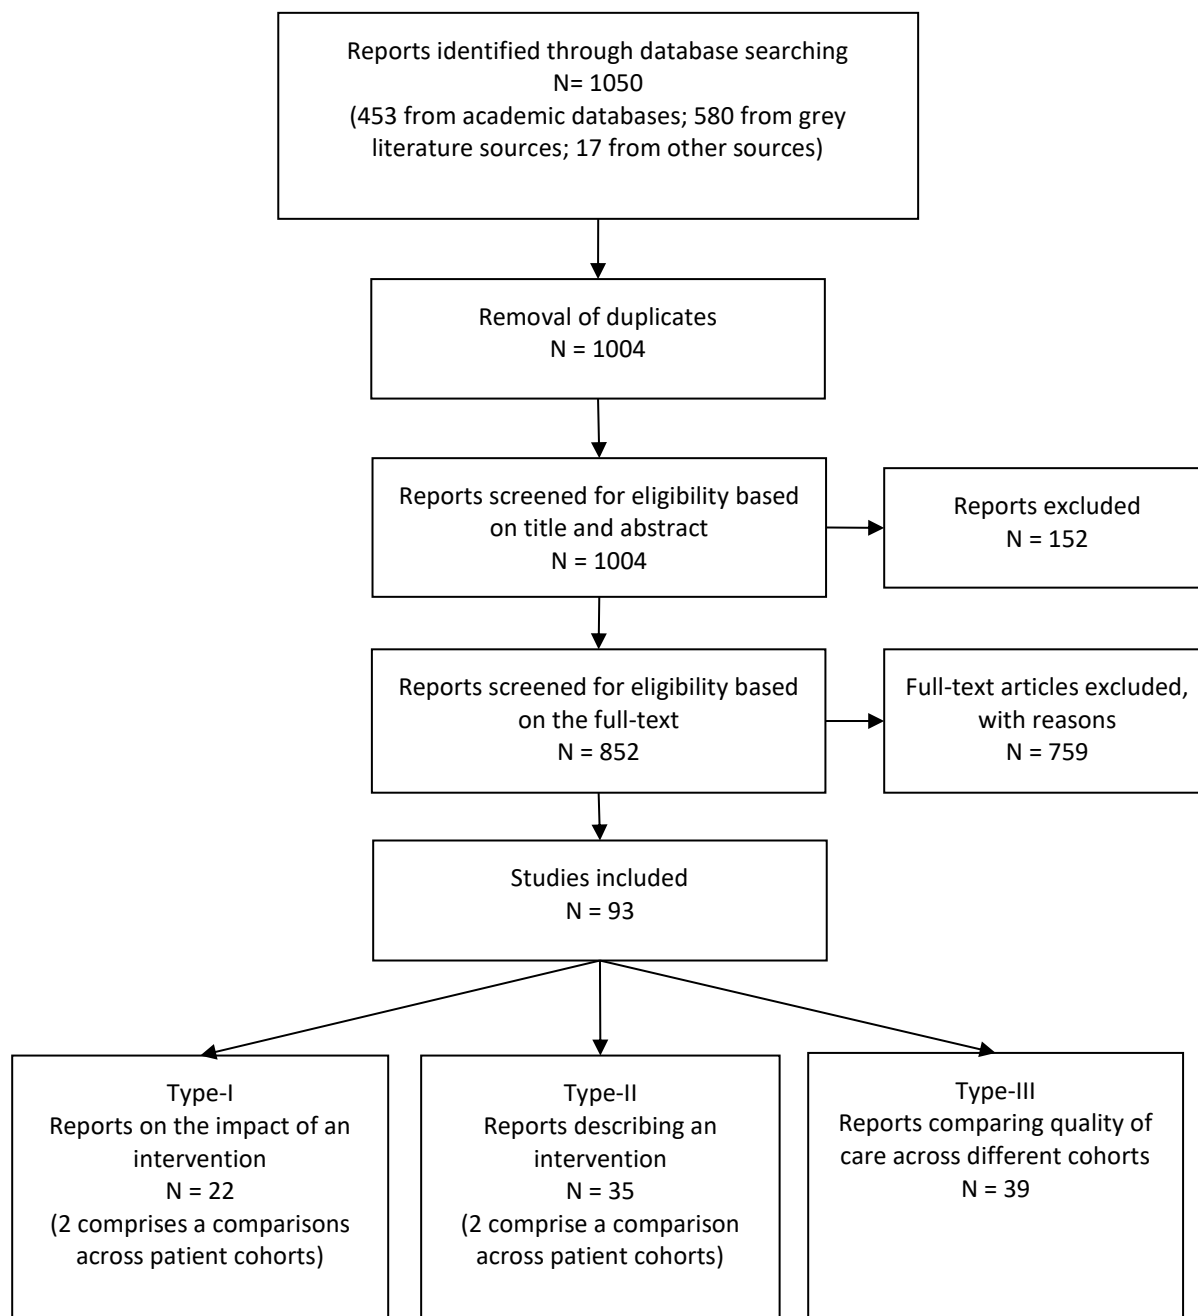 Reports identified through database searching
N= 1050
(453 from academic databases; 580 from grey
literature sources; 17 from other sources)
Removal of duplicates
N = 1004
Reports screened for eligibility based
on title and abstract
N = 1004
Reports excluded
N = 152
Reports screened for eligibility based
on the full-text
N = 852
Full-text articles excluded,
with reasons
N = 759
Studies included
N = 93
Type-I
Reports on the impact of an
intervention
N = 22
(2 comprises a comparisons
across patient cohorts)
Type-II
Reports describing an
intervention
N = 35
(2 comprise a comparison
across patient cohorts)
Type-III
Reports comparing quality of
care across different cohorts
N = 39